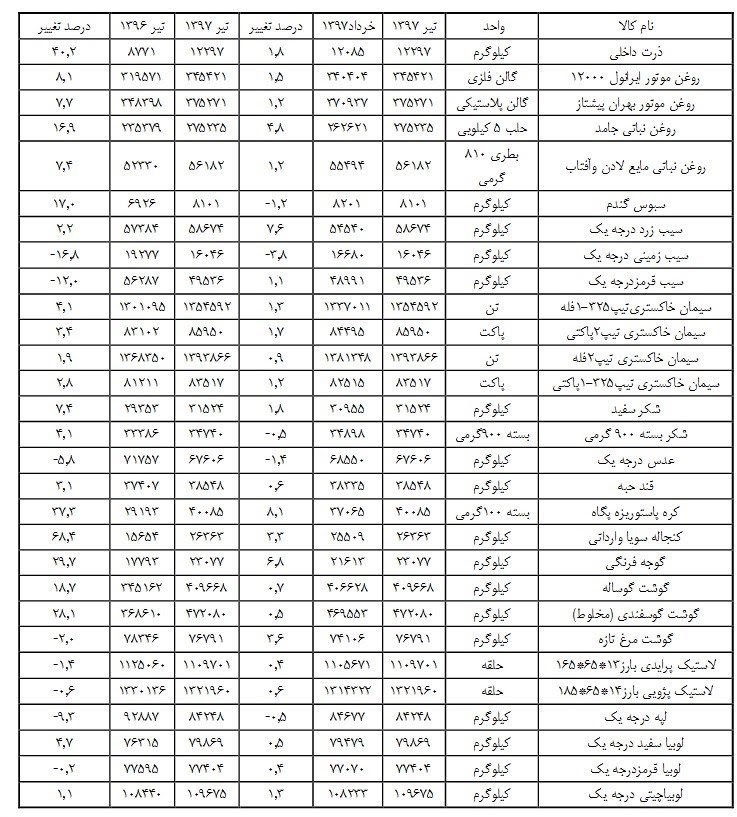 نام کالا واحد تیر ۱۳۹۷ خرداد۱۳۹۷ درصد تغییر تیر ۱۳۹۷ تیر ۱۳۹۶ درصد تغییر
ذرت داخلی کیلوگرم ۱۲۲۹۷ ۱۲۰۸۵ ۱,۸ ۱۲۲۹۷ ۸۷۷۱ ۴۰,۲
روغن موتور ایرانول ۱۲۰۰۰ گالن فلزی ۳۴۵۴۲۱ ۳۴۰۴۰۴ ۱,۵ ۳۴۵۴۲۱ ۳۱۹۵۷۱ ۸,۱
روغن موتور بهران پیشتاز گالن پلاستیکی ۳۷۵۲۷۱ ۳۷۰۹۳۷ ۱,۲ ۳۷۵۲۷۱ ۳۴۸۳۹۸ ۷,۷
روغن نباتی جامد حلب ۵ کیلویی ۲۷۵۲۳۵ ۲۶۲۶۲۱ ۴,۸ ۲۷۵۲۳۵ ۲۳۵۳۷۹ ۱۶,۹
روغن نباتی مایع لادن وآفتاب بطری ۸۱۰ گرمی ۵۶۱۸۲ ۵۵۴۹۴ ۱,۲ ۵۶۱۸۲ ۵۲۳۳۰ ۷,۴
سبوس گندم کیلوگرم ۸۱۰۱ ۸۲۰۱ -۱,۲ ۸۱۰۱ ۶۹۲۶ ۱۷,۰
سیب زرد درجه یک کیلوگرم ۵۸۶۷۴ ۵۴۵۴۰ ۷,۶ ۵۸۶۷۴ ۵۷۳۸۴ ۲,۲
سیب زمینی درجه یک کیلوگرم ۱۶۰۴۶ ۱۶۶۸۰ -۳,۸ ۱۶۰۴۶ ۱۹۲۷۷ -۱۶,۸
سیب قرمزدرجه یک کیلوگرم ۴۹۵۳۶ ۴۸۹۹۱ ۱,۱ ۴۹۵۳۶ ۵۶۲۸۷ -۱۲,۰
سیمان خاکستری‌تیپ۳۲۵-۱فله تن ۱۳۵۴۵۹۲ ۱۳۳۷۰۱۱ ۱,۳ ۱۳۵۴۵۹۲ ۱۳۰۱۰۹۵ ۴,۱
سیمان خاکستری تیپ۲پاکتی پاکت ۸۵۹۵۰ ۸۴۴۹۵ ۱,۷ ۸۵۹۵۰ ۸۳۱۰۲ ۳,۴
سیمان خاکستری تیپ۲فله تن ۱۳۹۳۸۶۶ ۱۳۸۱۳۴۸ ۰,۹ ۱۳۹۳۸۶۶ ۱۳۶۸۳۵۰ ۱,۹
سیمان خاکستری تیپ۳۲۵-۱پاکتی پاکت ۸۳۵۱۷ ۸۲۵۱۵ ۱,۲ ۸۳۵۱۷ ۸۱۲۱۱ ۲,۸
شکر سفید کیلوگرم ۳۱۵۲۴ ۳۰۹۵۵ ۱,۸ ۳۱۵۲۴ ۲۹۳۵۳ ۷,۴
شکر بسته ۹۰۰ گرمی بسته ۹۰۰گرمی ۳۴۷۴۰ ۳۴۸۹۸ -۰,۵ ۳۴۷۴۰ ۳۳۳۸۶ ۴,۱
عدس درجه یک کیلوگرم ۶۷۶۰۶ ۶۸۵۵۰ -۱,۴ ۶۷۶۰۶ ۷۱۷۵۷ -۵,۸
قند حبه کیلوگرم ۳۸۵۴۸ ۳۸۳۳۵ ۰,۶ ۳۸۵۴۸ ۳۷۴۰۷ ۳,۱
کره پاستوریزه پگاه بسته ۱۰۰گرمی ۴۰۰۸۵ ۳۷۰۶۵ ۸,۱ ۴۰۰۸۵ ۲۹۱۹۳ ۳۷,۳
کنجاله سویا وارداتی کیلوگرم ۲۶۳۶۳ ۲۵۵۰۹ ۳,۳ ۲۶۳۶۳ ۱۵۶۵۴ ۶۸,۴
گوجه فرنگی کیلوگرم ۲۳۰۷۷ ۲۱۶۱۳ ۶,۸ ۲۳۰۷۷ ۱۷۷۹۳ ۲۹,۷
گوشت گوساله کیلوگرم ۴۰۹۶۶۸ ۴۰۶۶۲۸ ۰,۷ ۴۰۹۶۶۸ ۳۴۵۱۶۲ ۱۸,۷
گوشت گوسفندی (مخلوط) کیلوگرم ۴۷۲۰۸۰ ۴۶۹۵۵۳ ۰,۵ ۴۷۲۰۸۰ ۳۶۸۶۱۰ ۲۸,۱
گوشت مرغ تازه کیلوگرم ۷۶۷۹۱ ۷۴۱۰۶ ۳,۶ ۷۶۷۹۱ ۷۸۳۴۶ -۲,۰
لاستیک پرایدی بارز۱۳*۶۵*۱۶۵ حلقه ۱۱۰۹۷۰۱ ۱۱۰۵۶۷۱ ۰,۴ ۱۱۰۹۷۰۱ ۱۱۲۵۰۶۰ -۱,۴
لاستیک پژویی بارز۱۴*۶۵*۱۸۵ حلقه ۱۳۲۱۹۶۰ ۱۳۱۴۲۲۲ ۰,۶ ۱۳۲۱۹۶۰ ۱۳۳۰۱۳۶ -۰,۶
لپه درجه یک کیلوگرم ۸۴۲۴۸ ۸۴۶۷۷ -۰,۵ ۸۴۲۴۸ ۹۲۸۸۷ -۹,۳
لوبیا سفید درجه یک کیلوگرم ۷۹۸۶۹ ۷۹۴۷۹ ۰,۵ ۷۹۸۶۹ ۷۶۳۱۵ ۴,۷
لوبیا قرمزدرجه یک کیلوگرم ۷۷۴۰۴ ۷۷۰۷۰ ۰,۴ ۷۷۴۰۴ ۷۷۵۹۵ -۰,۲
لوبیاچیتی درجه یک کیلوگرم ۱۰۹۶۷۵ ۱۰۸۲۳۳ ۱,۳ ۱۰۹۶۷۵ ۱۰۸۴۴۰ ۱,۱